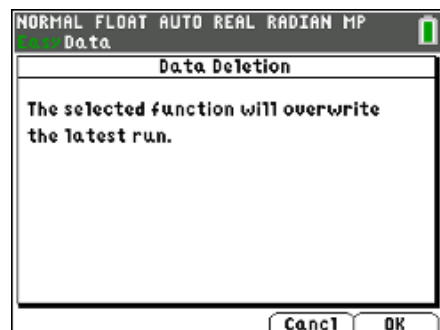 NORMAL FLOAT AUTO REAL RADIAN MP
EasyData
Data Deletion
The selected function will overwrite
the latest run.
Cancl OK